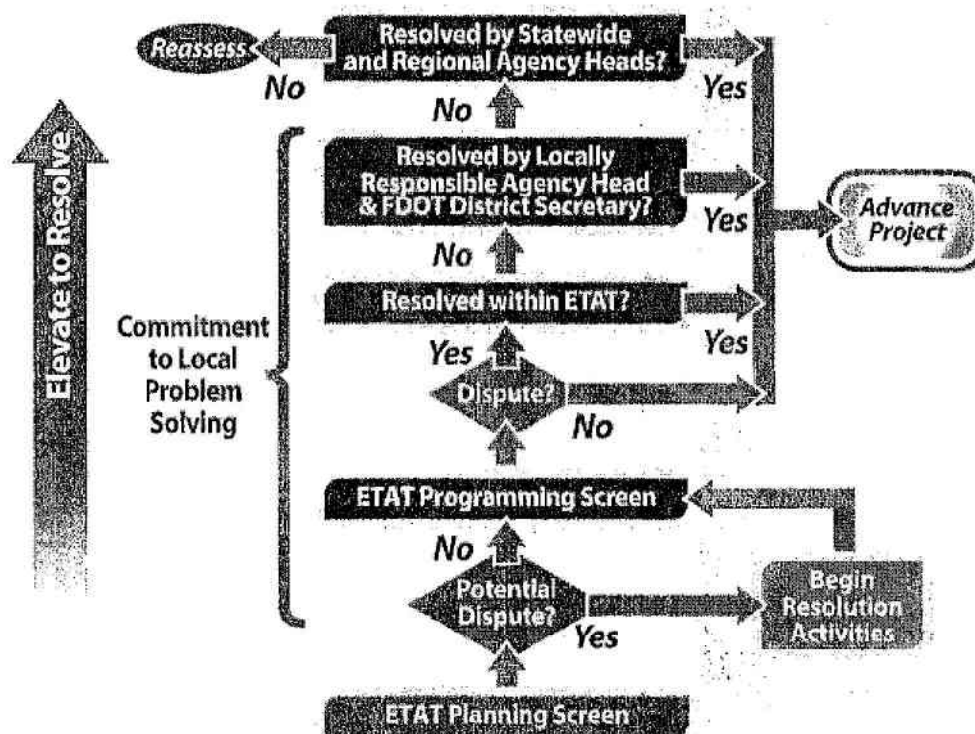 Reassess
Resolved by Statewide
and Regional Agency Heads?
No
Yes
No
Resolved by Locally
Responsible Agency Head
& FDOT District Secretary?
Yes
Advance
Project
Elevate to Resolve
No
Resolved within ETAT?
Commitment
to Local
Problem
Solving
Yes
Yes
Dispute?
No
ETAT Programming Screen
No
Potential
Dispute?
Yes
Begin
Resolution
Activities
ETAT Planning Screen